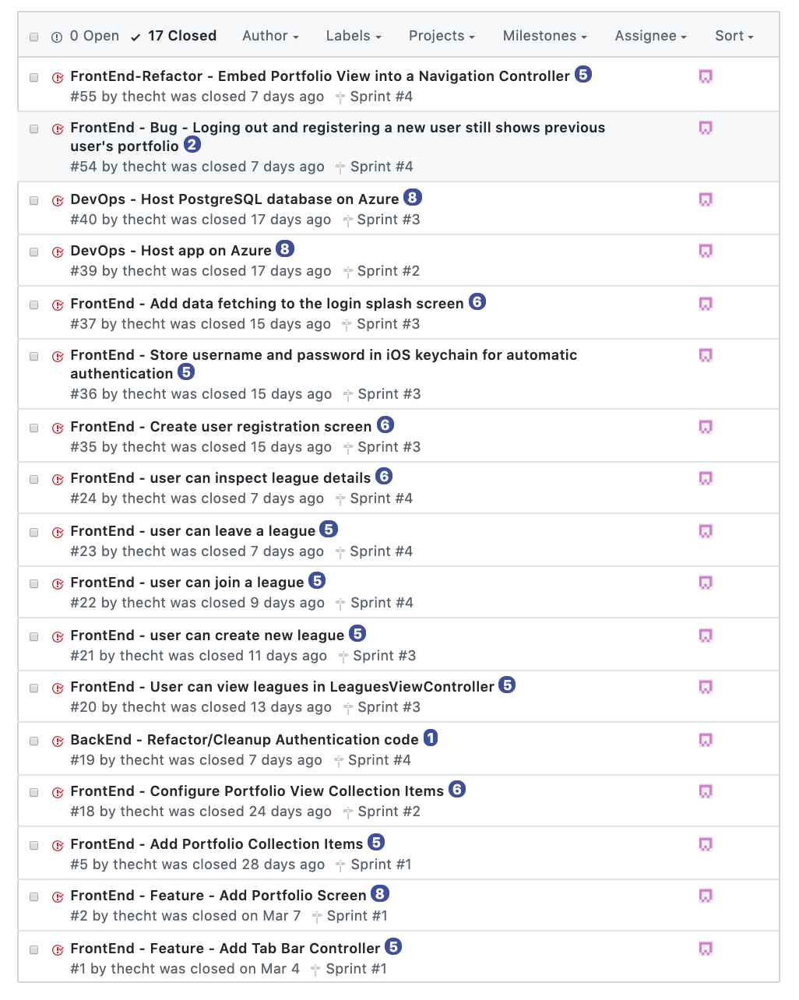 0 Open 17 Closed Author Labels Projects Milestones Assignee Sort
FrontEnd-Refactor - Embed Portfolio View into a Navigation Controller 5
#55 by thecht was closed 7 days ago Sprint #4
FrontEnd - Bug - Loging out and registering a new user still shows previous
user's portfolio 2
#54 by thecht was closed 7 days ago Sprint #4
DevOps - Host PostgreSQL database on Azure 8
#40 by thecht was closed 17 days ago Sprint #3
DevOps - Host app on Azure 8
#39 by thecht was closed 17 days ago Sprint #2
FrontEnd - Add data fetching to the login splash screen 6
#37 by thecht was closed 15 days ago Sprint #3
FrontEnd - Store username and password in iOS keychain for automatic
authentication 5
#36 by thecht was closed 15 days ago Sprint #3
FrontEnd - Create user registration screen 6
#35 by thecht was closed 15 days ago Sprint #3
FrontEnd - user can inspect league details 6
#24 by thecht was closed 7 days ago Sprint #4
FrontEnd - user can leave a league 5
#23 by thecht was closed 7 days ago Sprint #4
FrontEnd - user can join a league 5
#22 by thecht was closed 9 days ago Sprint #4
FrontEnd - user can create new league 5
#21 by thecht was closed 11 days ago Sprint #3
FrontEnd - User can view leagues in LeaguesViewController 5
#20 by thecht was closed 13 days ago Sprint #3
BackEnd - Refactor/Cleanup Authentication code 1
#19 by thecht was closed 7 days ago Sprint #4
FrontEnd - Configure Portfolio View Collection Items 6
#18 by thecht was closed 24 days ago Sprint #2
FrontEnd - Add Portfolio Collection Items 5
#5 by thecht was closed 28 days ago Sprint #1
FrontEnd - Feature - Add Portfolio Screen 8
#2 by thecht was closed on Mar 7 Sprint #1
FrontEnd - Feature - Add Tab Bar Controller 5
#1 by thecht was closed on Mar 4 Sprint #1